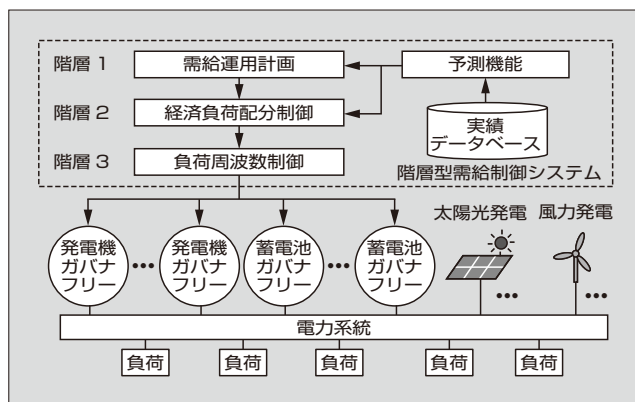 階層 1
需給運用計画
予測機能
階層 2
経済負荷配分制御
実績
データベース
階層 3
負荷周波数制御
階層型需給制御システム
太陽光発電
風力発電
発電機
ガバナ
フリー
•••
発電機
ガバナ
フリー
蓄電池
ガバナ
フリー
•••
蓄電池
ガバナ
フリー
•••
•••
電力系統
負荷
負荷
負荷
負荷
負荷